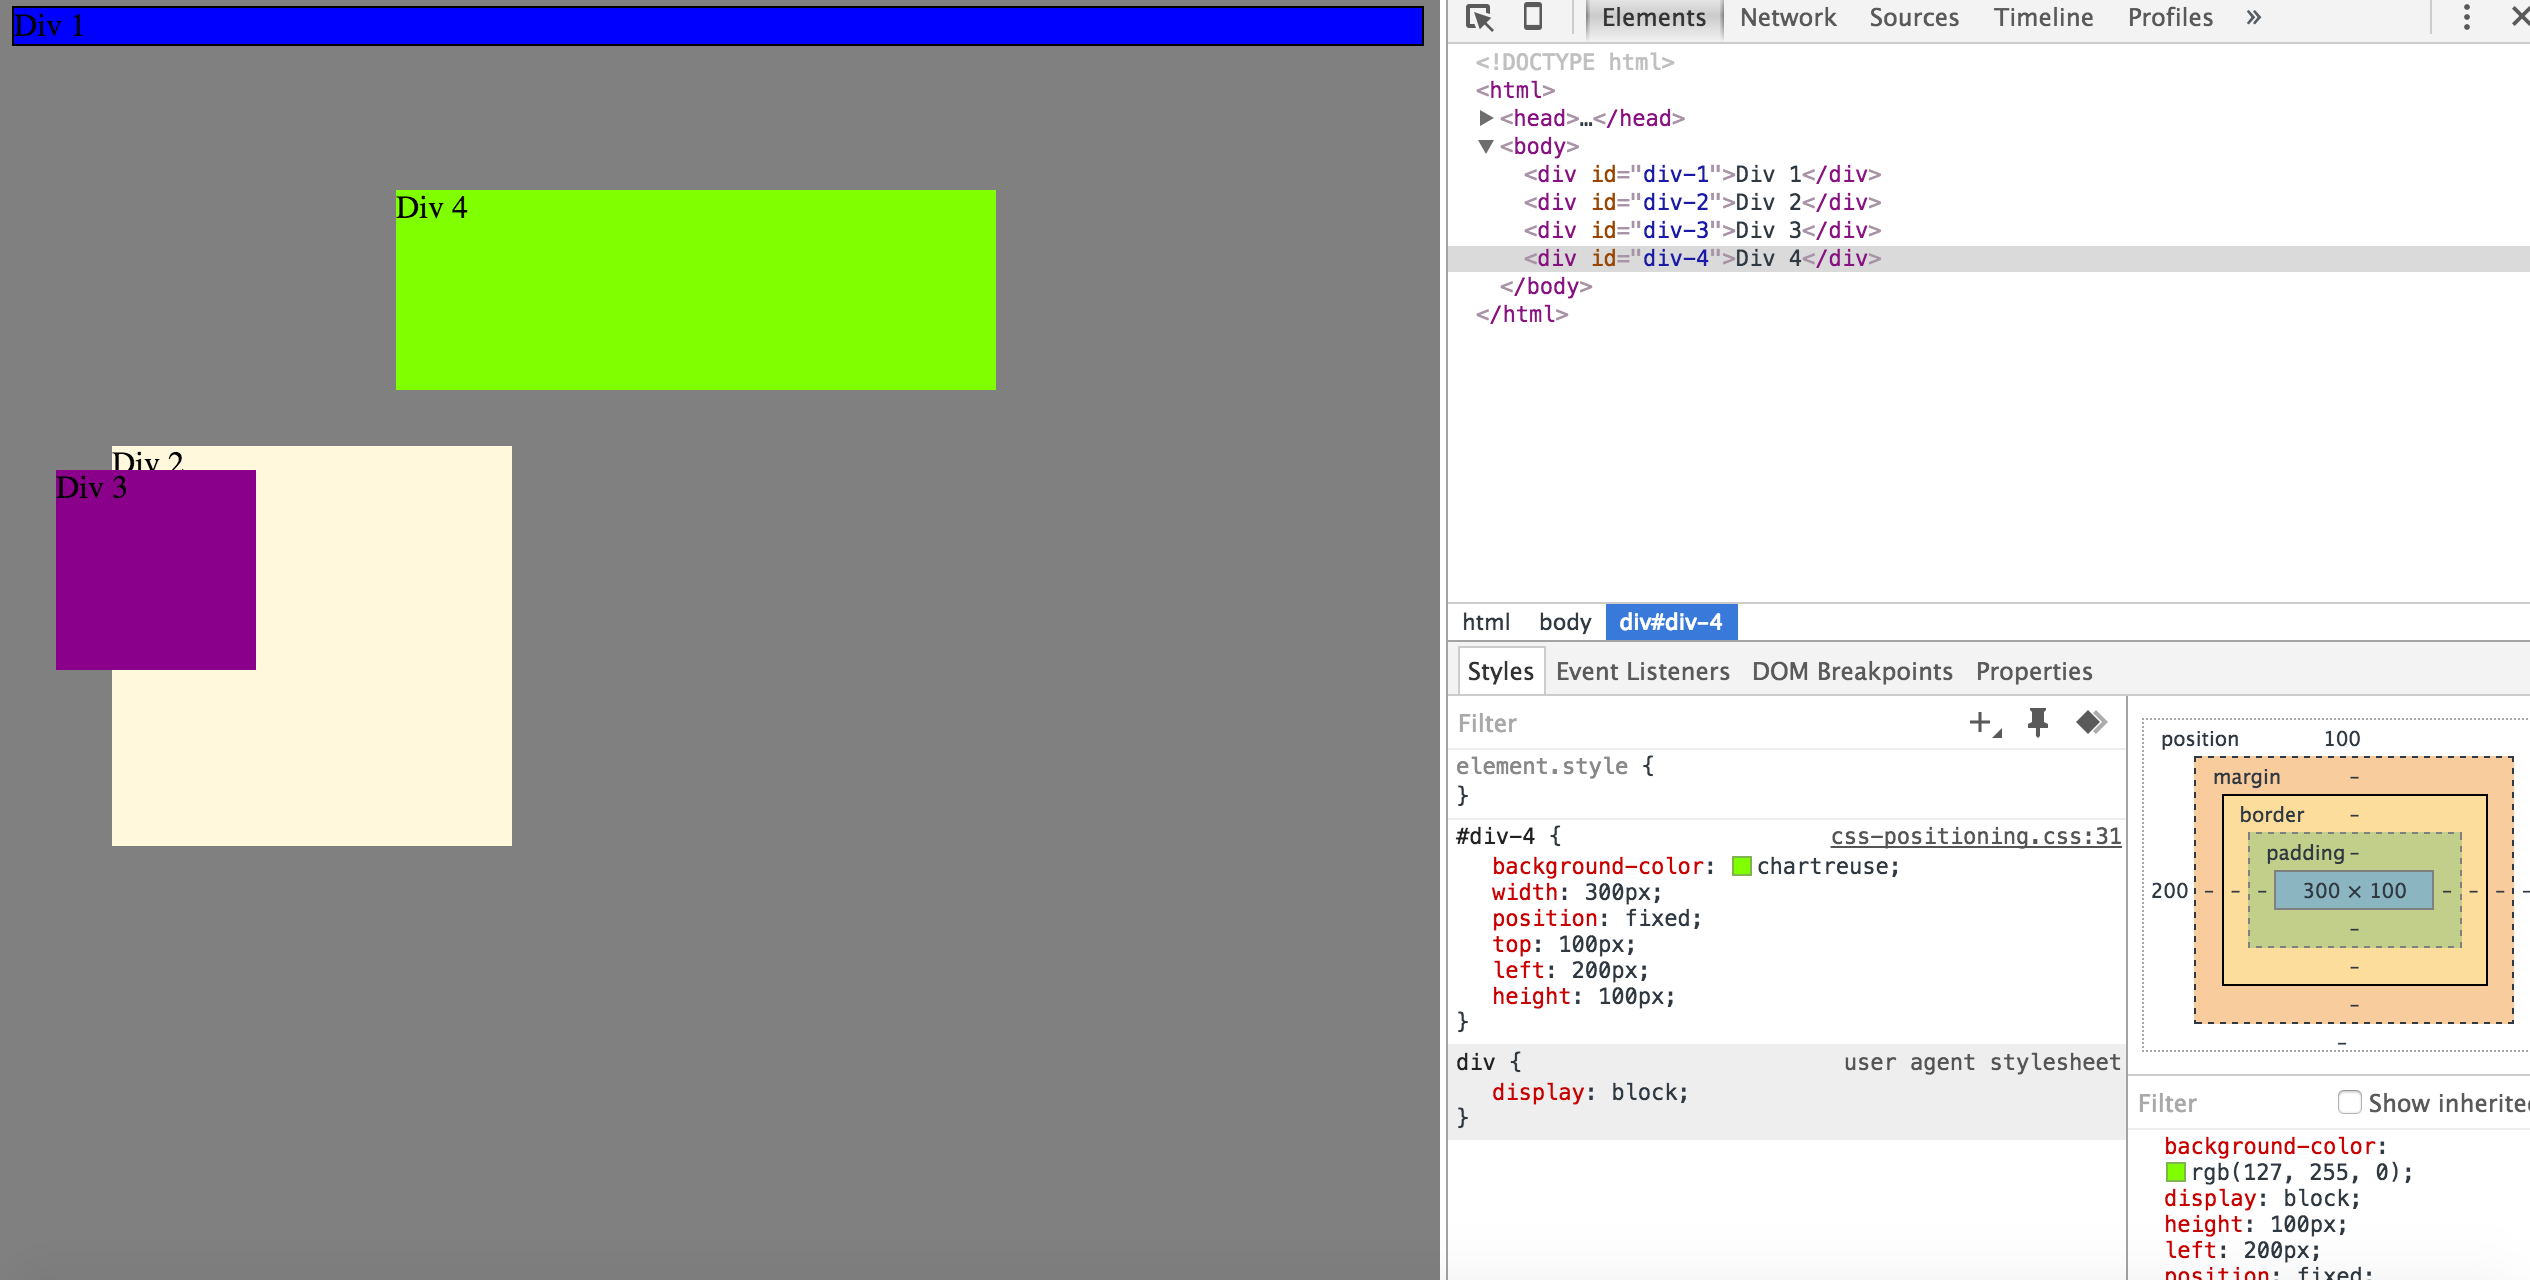 Div 1
Div 4
Div 2
Div 3
Elements Network Sources Timeline Profiles »
<!DOCTYPE html>
<html>
<head>…</head>
<body>
<div id="div-1">Div 1</div>
<div id="div-2">Div 2</div>
<div id="div-3">Div 3</div>
<div id="div-4">Div 4</div>
</body>
</html>
html body div#div-4
Styles Event Listeners DOM Breakpoints Properties
Filter
element.style {
}
#div-4 { css-positioning.css:31
background-color: chartreuse;
width: 300px;
position: fixed;
top: 100px;
left: 200px;
height: 100px;
}
div { user agent stylesheet
display: block;
}
position 100
margin -
border -
padding -
200 - - - 300 × 100 - - - -
-
-
-
-
Filter Show inherited
background-color:
rgb(127, 255, 0);
display: block;
height: 100px;
left: 200px;
position: fixed;